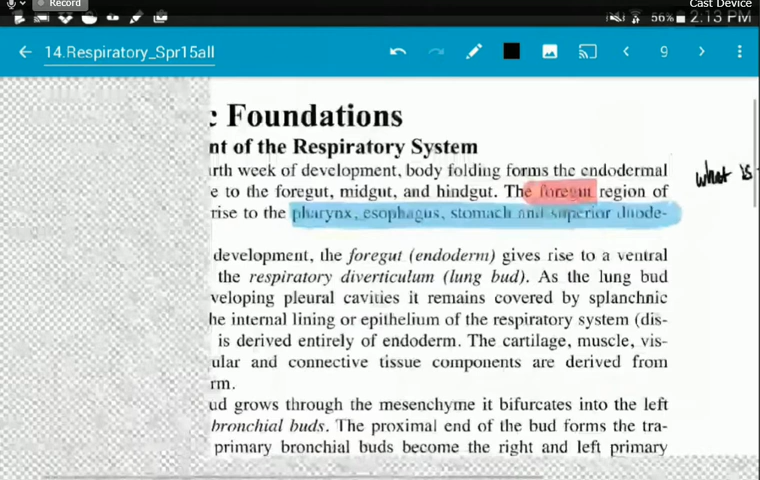 Record
Cast Device
56% 2:13 PM
14.Respiratory_Spr15all
9
Foundations
nt of the Respiratory System
rth week of development, body folding forms the endodermal
e to the foregut, midgut, and hindgut. The foregut region of
what is
rise to the pharynx, esophagus, stomach and superior duode-
development, the foregut (endoderm) gives rise to a ventral
the respiratory diverticulum (lung bud). As the lung bud
veloping pleural cavities it remains covered by splanchnic
he internal lining or epithelium of the respiratory system (dis-
is derived entirely of endoderm. The cartilage, muscle, vis-
ular and connective tissue components are derived from
rm.
ud grows through the mesenchyme it bifurcates into the left
bronchial buds. The proximal end of the bud forms the tra-
primary bronchial buds become the right and left primary